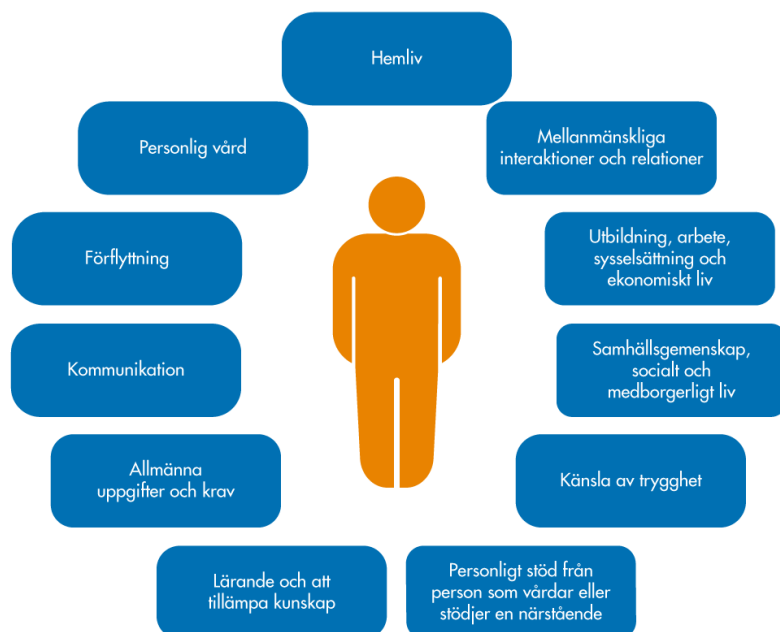 Hemliv
Personlig vård
Mellanmänskliga
interaktioner och relationer
Förflyttning
Utbildning, arbete,
sysselsättning och
ekonomiskt liv
Kommunikation
Samhällsgemenskap,
socialt och
medborgerligt liv
Allmänna
uppgifter och krav
Känsla av trygghet
Lärande och att
tillämpa kunskap
Personligt stöd från
person som vårdar eller
stödjer en närstående